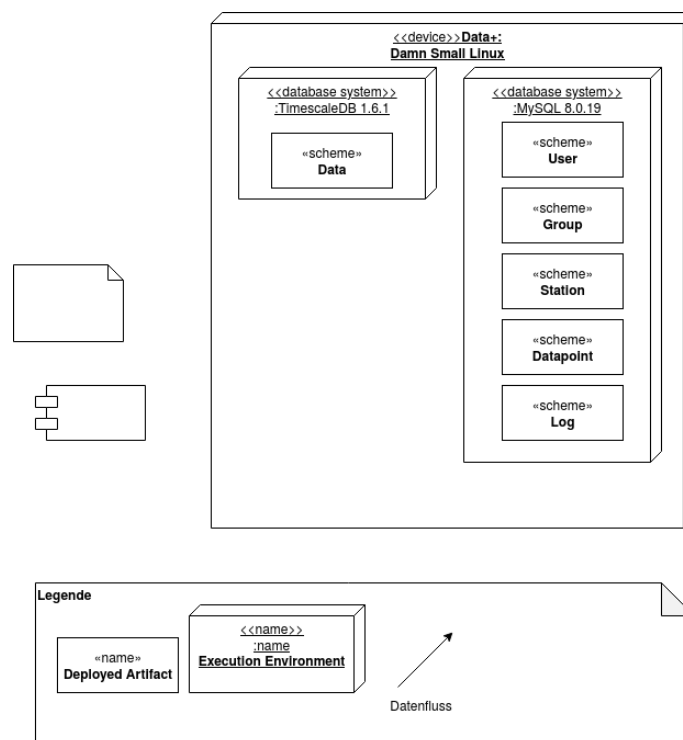 <<device>>Data+:
Damn Small Linux
<<database system>>
:TimescaleDB 1.6.1
«scheme»
Data
<<database system>>
:MySQL 8.0.19
«scheme»
User
«scheme»
Group
«scheme»
Station
«scheme»
Datapoint
«scheme»
Log
Legende
«name»
Deployed Artifact
<<name>>
:name
Execution Environment
Datenfluss